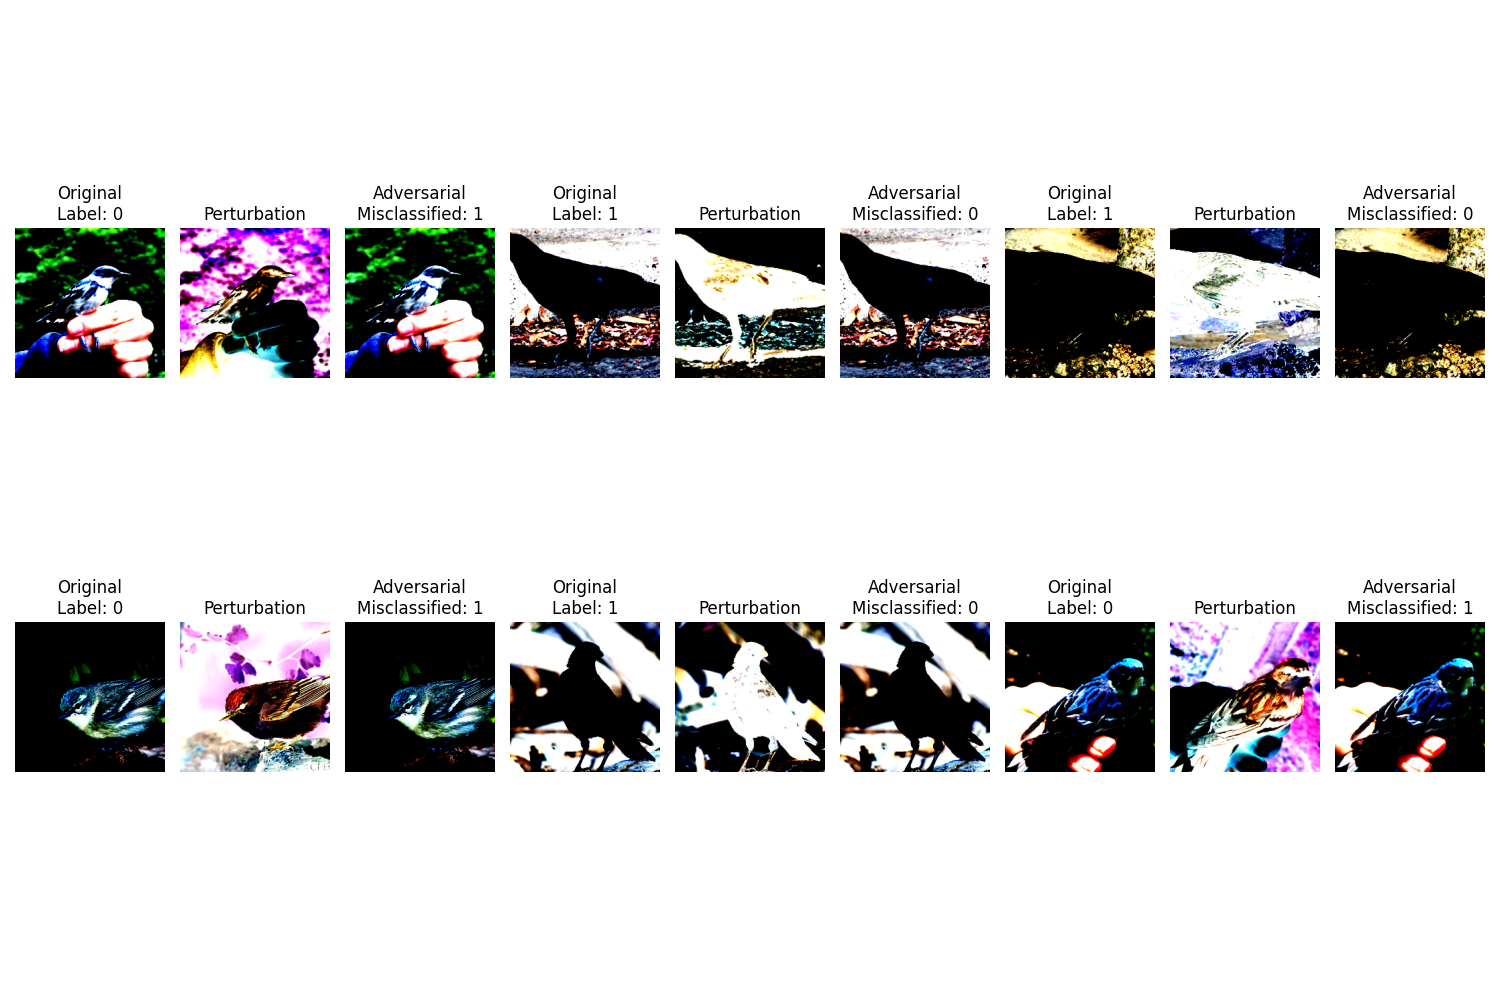 Original
Label: 0
Perturbation
Adversarial
Misclassified: 1
Original
Label: 1
Perturbation
Adversarial
Misclassified: 0
Original
Label: 1
Perturbation
Adversarial
Misclassified: 0
Original
Label: 0
Perturbation
Adversarial
Misclassified: 1
Original
Label: 1
Perturbation
Adversarial
Misclassified: 0
Original
Label: 0
Perturbation
Adversarial
Misclassified: 1